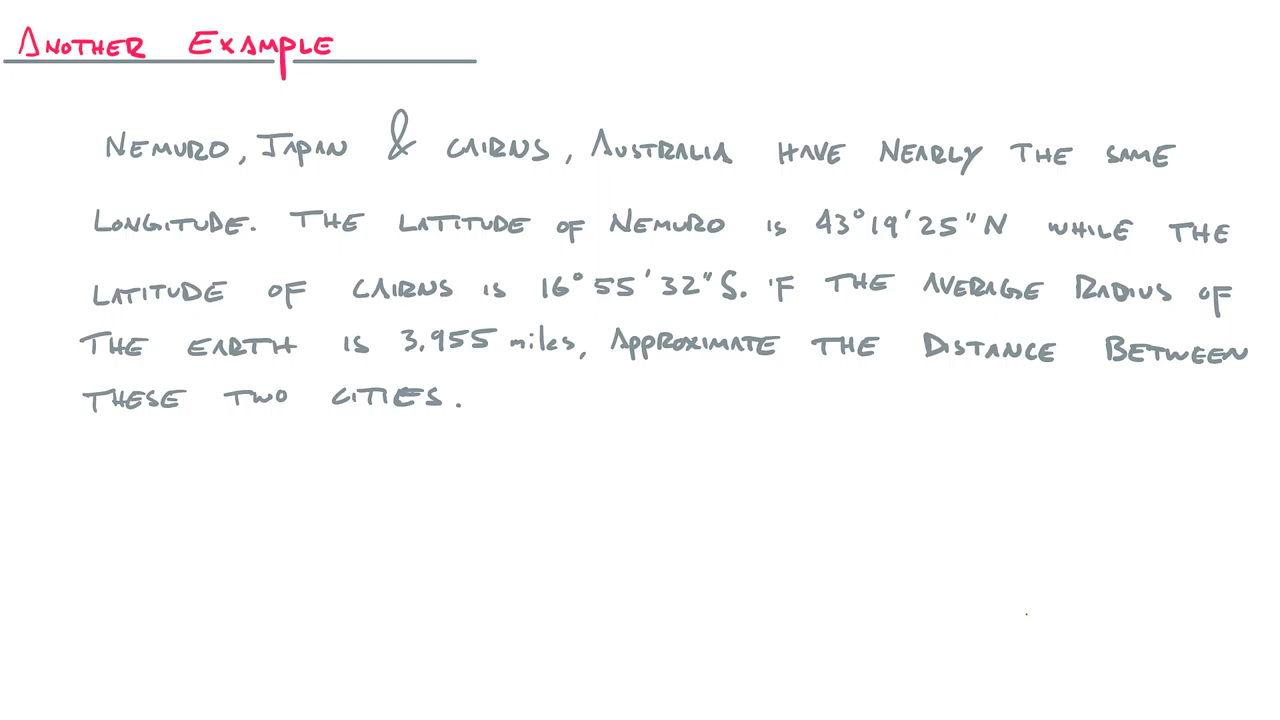 ANOTHER EXAMPLE
NEMURO, JAPAN & CAIRNS, AUSTRALIA HAVE NEARLY THE SAME
LONGITUDE. THE LATITUDE OF NEMURO IS 43°19'25"N WHILE THE
LATITUDE OF CAIRNS IS 16°55'32"S. IF THE AVERAGE RADIUS OF
THE EARTH IS 3,955 miles, APPROXIMATE THE DISTANCE BETWEEN
THESE TWO CITIES.